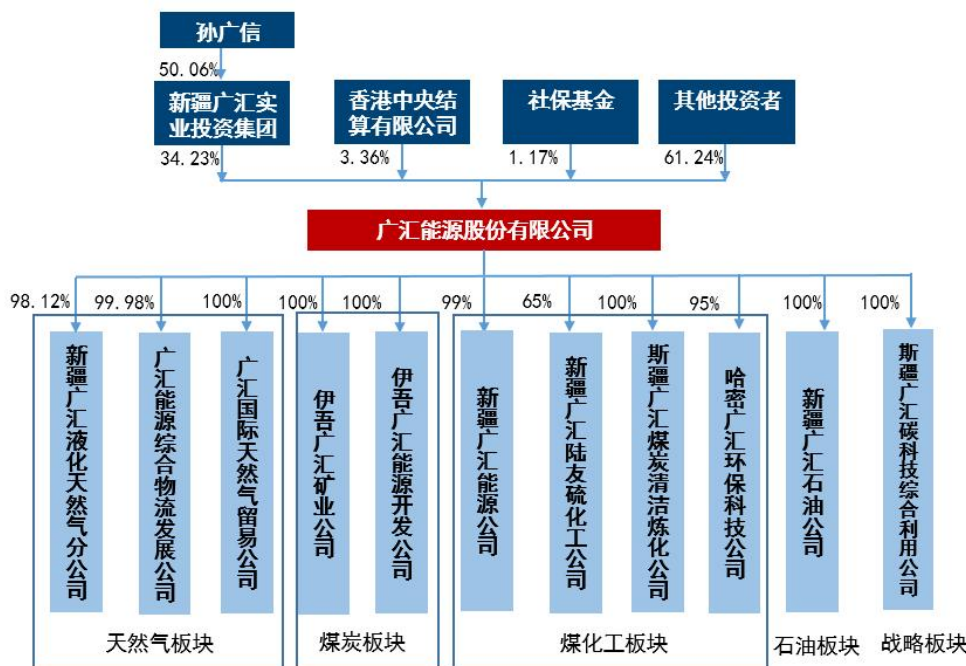 孙广信
50.06%
新疆广汇实
业投资集团
香港中央结
算有限公司
社保基金
其他投资者
34.23%
3.36%
1.17%
61.24%
广汇能源股份有限公司
98.12%
99.98%
100%
100%
100%
99%
65%
100%
95%
100%
100%
新疆广汇液化天然气分公司
广汇能源综合物流发展公司
广汇国际天然气留易公司
伊吾广汇矿业公司
伊吾广汇能源开发公司
新疆广汇能源公司
新疆广汇陆友硫化工公司
斯疆广汇煤炭清洁炼化公司
哈密广汇环保科技公司
新疆广汇石油公司
斯疆广汇碳科技综合利用公司
天然气板块
煤炭板块
煤化工板块
石油板块
战略板块